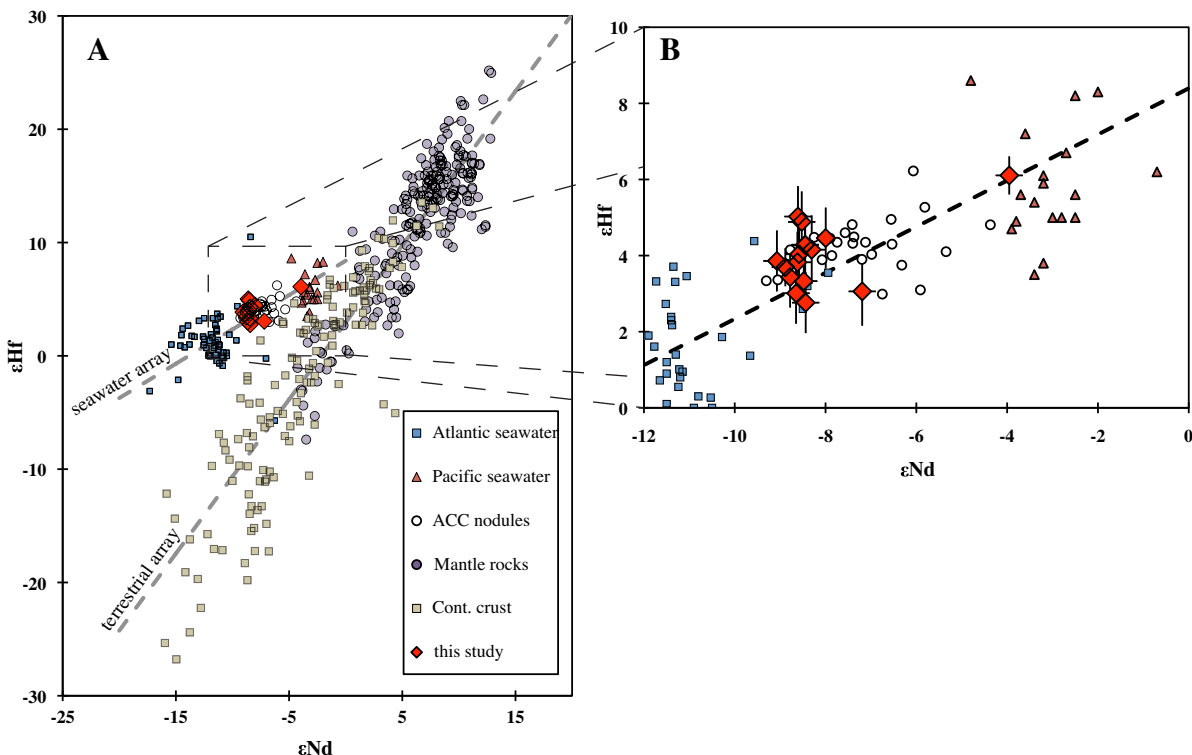 A
εHf
30
20
10
0
-10
-20
-30
-25
-15
-5
5
15
εNd
seawater array
terrestrial array
Atlantic seawater
Pacific seawater
ACC nodules
Mantle rocks
Cont. crust
this study
B
εHf
10
8
6
4
2
0
-12
-10
-8
-6
-4
-2
0
εNd